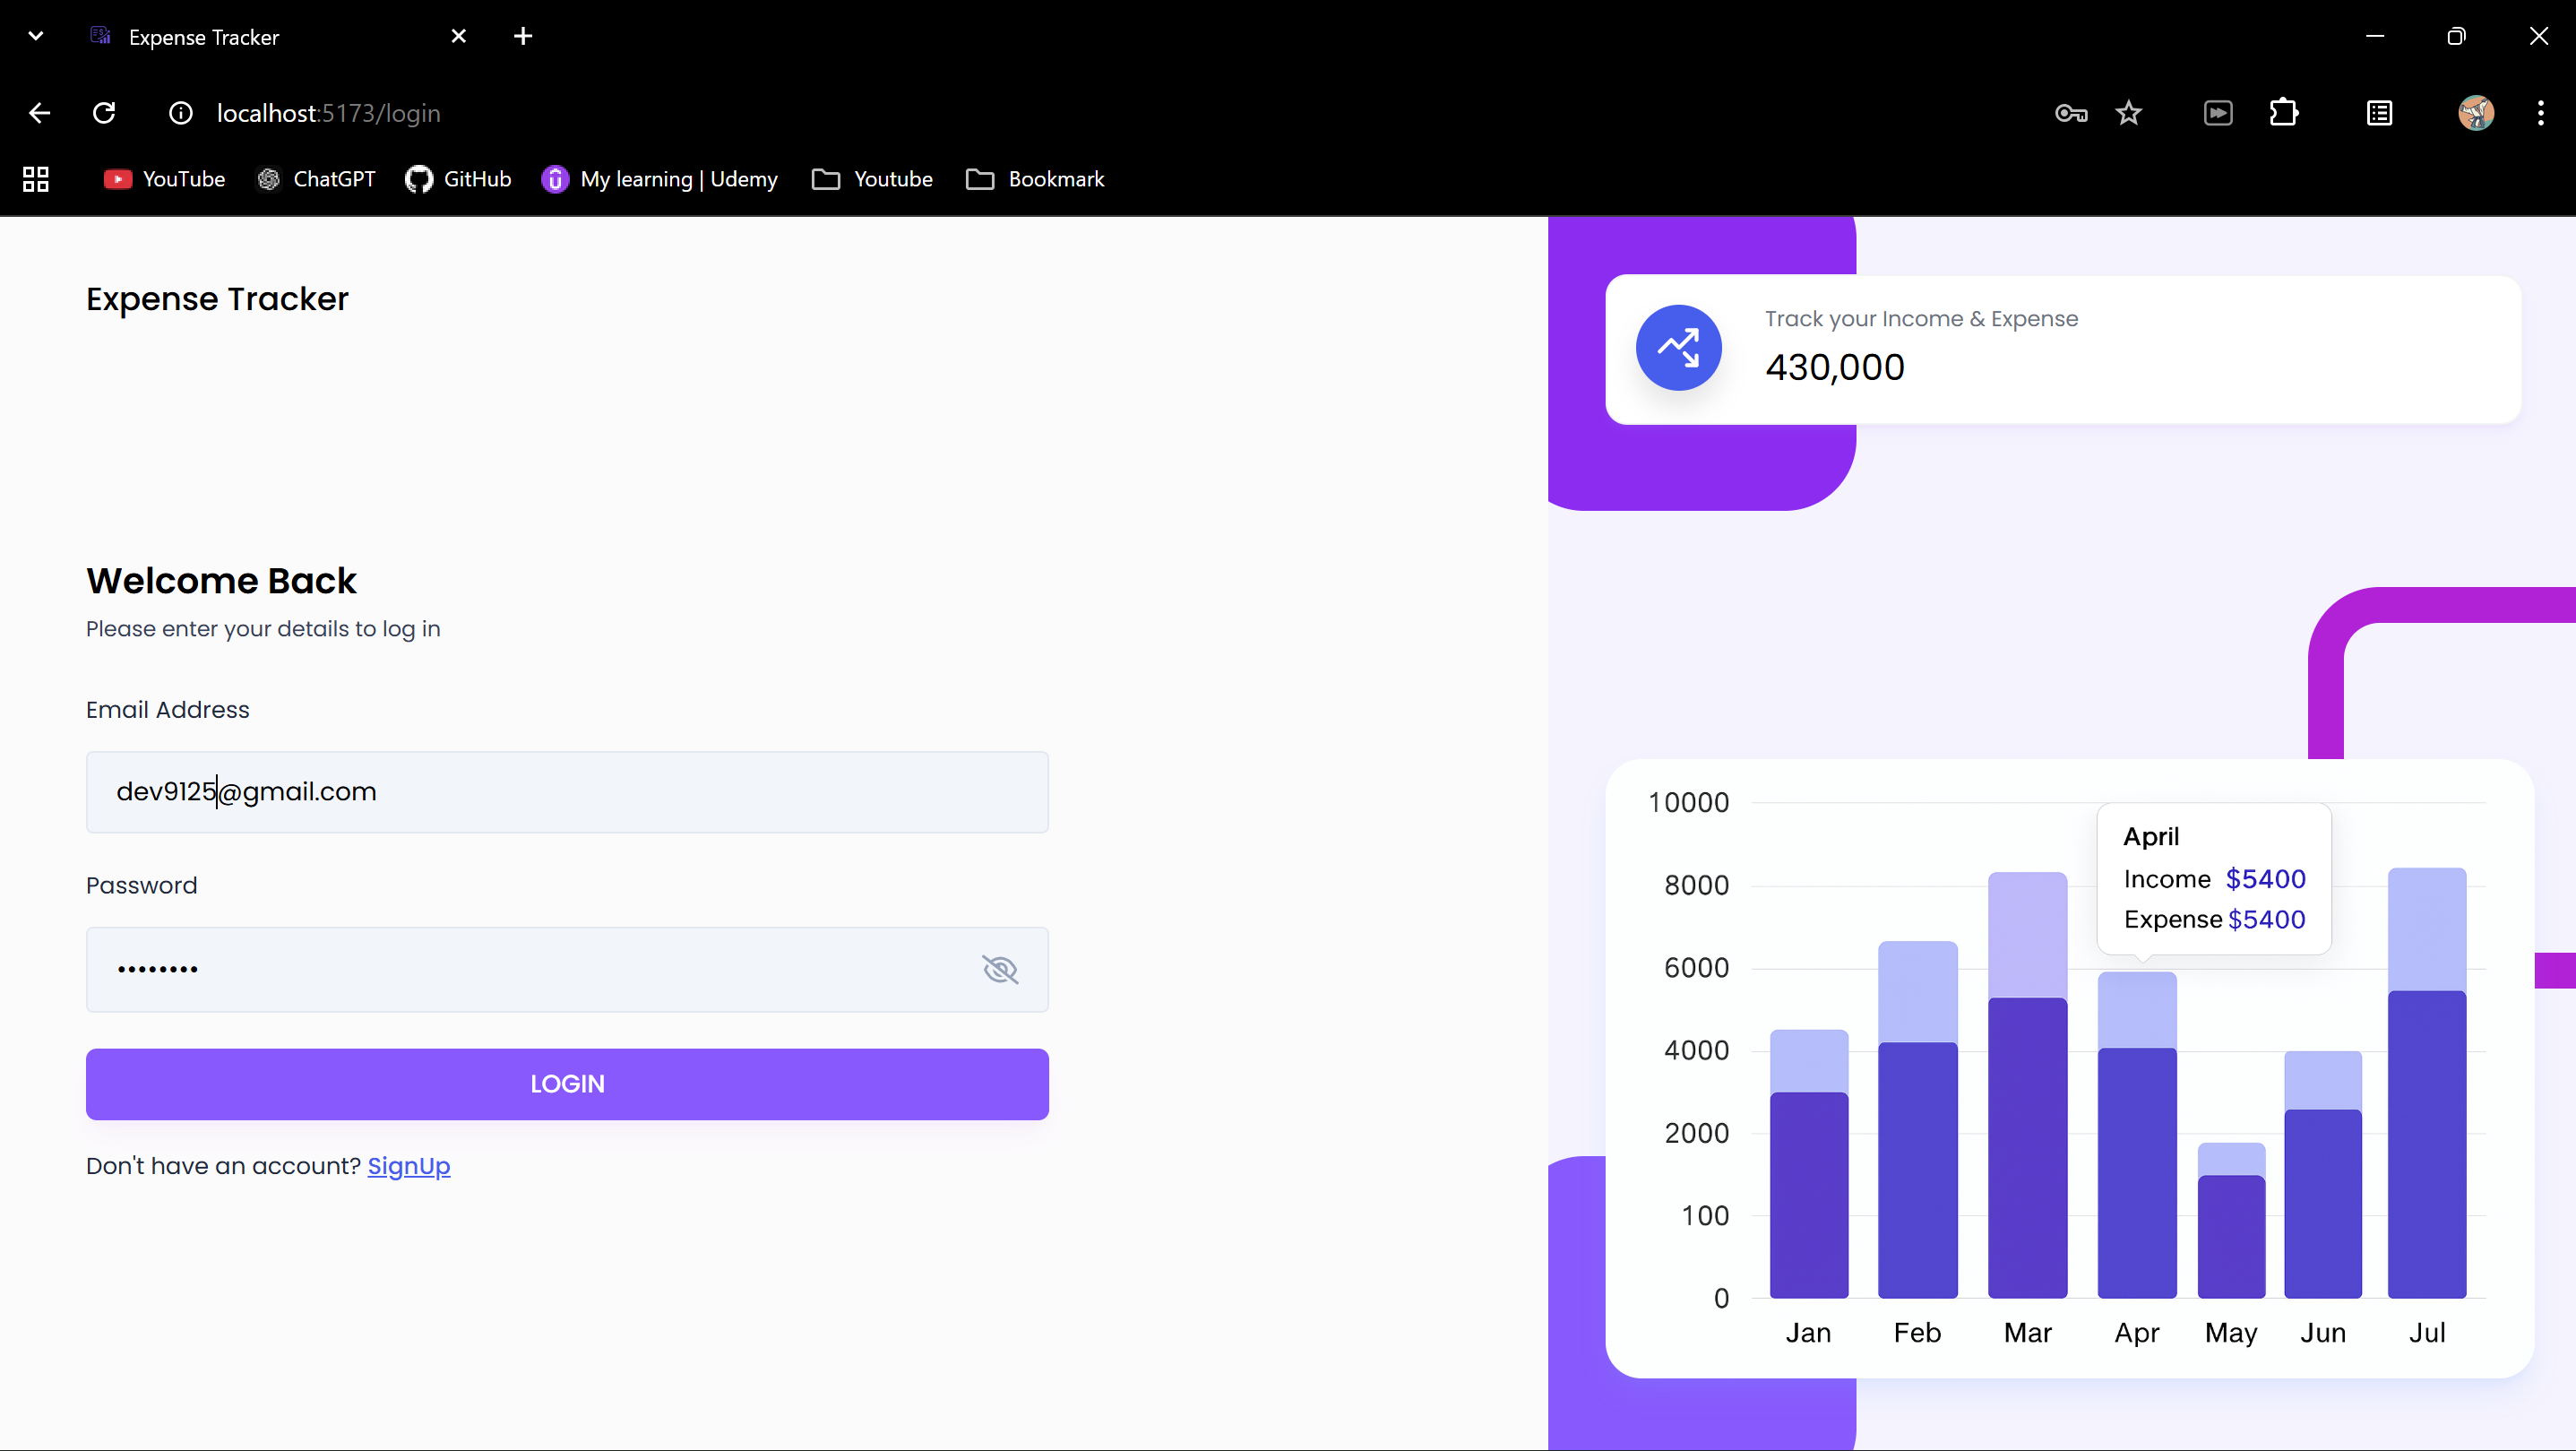 Expense Tracker
localhost:5173/login
YouTube ChatGPT GitHub My learning | Udemy Youtube Bookmark
Expense Tracker
Welcome Back
Please enter your details to log in
Email Address
dev9125@gmail.com
Password
LOGIN
Don't have an account? SignUp
Track your Income & Expense
430,000
10000
8000
6000
4000
2000
100
0
April
Income $5400
Expense $5400
Jan Feb Mar Apr May Jun Jul